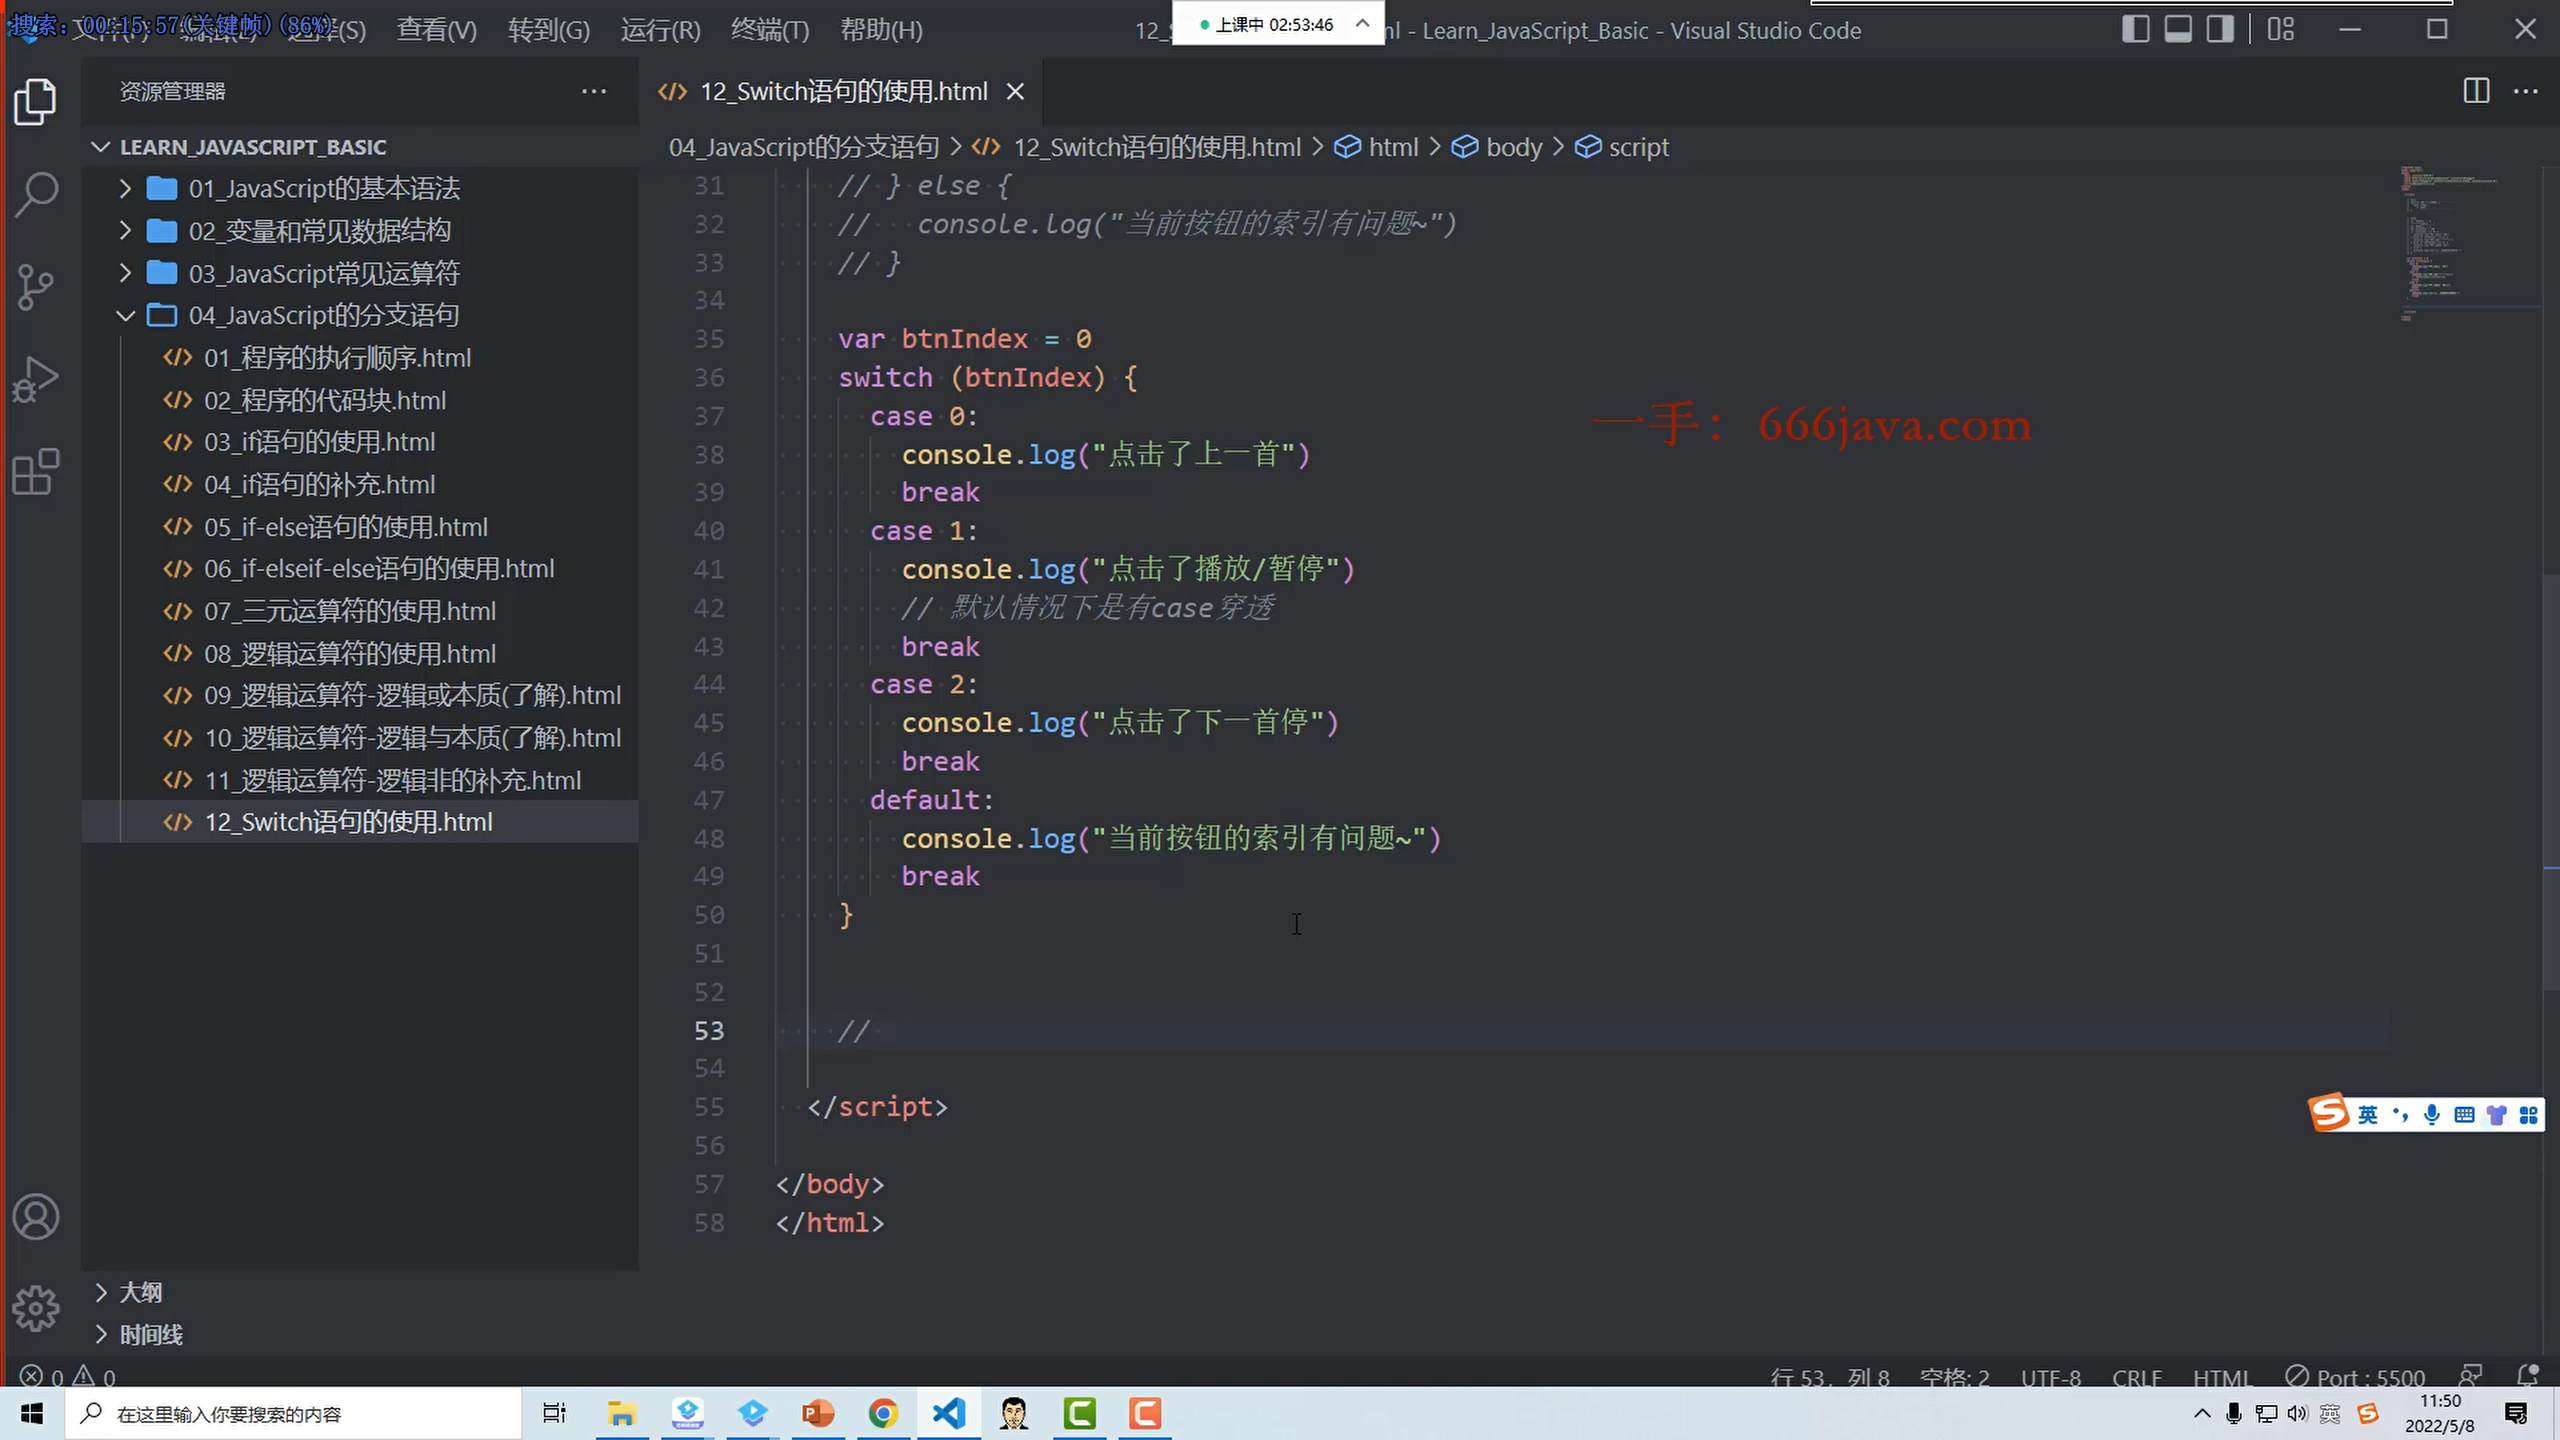 搜索: 00:15:57(关键帧)(86%)
查看(V) 转到(G) 运行(R) 终端(T) 帮助(H)
上课中 02:53:46
- Learn_JavaScript_Basic - Visual Studio Code
资源管理器
12_Switch语句的使用.html
04_JavaScript的分支语句 > 12_Switch语句的使用.html > html > body > script
LEARN_JAVASCRIPT_BASIC
01_JavaScript的基本语法
02_变量和常见数据结构
03_JavaScript常见运算符
04_JavaScript的分支语句
01_程序的执行顺序.html
02_程序的代码块.html
03_if语句的使用.html
04_if语句的补充.html
05_if-else语句的使用.html
06_if-elseif-else语句的使用.html
07_三元运算符的使用.html
08_逻辑运算符的使用.html
09_逻辑运算符-逻辑或本质(了解).html
10_逻辑运算符-逻辑与本质(了解).html
11_逻辑运算符-逻辑非的补充.html
12_Switch语句的使用.html
大纲
时间线
31 // } else {
32 //   console.log("当前按钮的索引有问题~")
33 // }
34
35 var btnIndex = 0
36 switch (btnIndex) {
37 case 0:
38 console.log("点击了上一首")
39 break
40 case 1:
41 console.log("点击了播放/暂停")
42 // 默认情况下是有case穿透
43 break
44 case 2:
45 console.log("点击了下一首停")
46 break
47 default:
48 console.log("当前按钮的索引有问题~")
49 break
50 }
51
52
53 //
54
55 </script>
56
57 </body>
58 </html>
一手：666java.com
英
0 0
行 53，列 8 空格: 2 UTF-8 CRLF HTML Port : 5500
在这里输入你要搜索的内容
英
11:50
2022/5/8